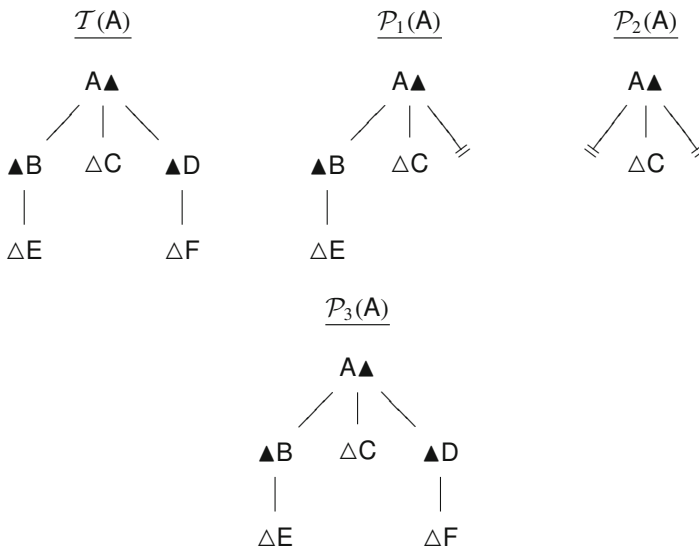 𝒯(A) 𝒫₁(A) 𝒫₂(A)
A▲ A▲ A▲
▲B △C ▲D ▲B △C △C
△E △F △E
𝒫₃(A)
A▲
▲B △C ▲D
△E △F